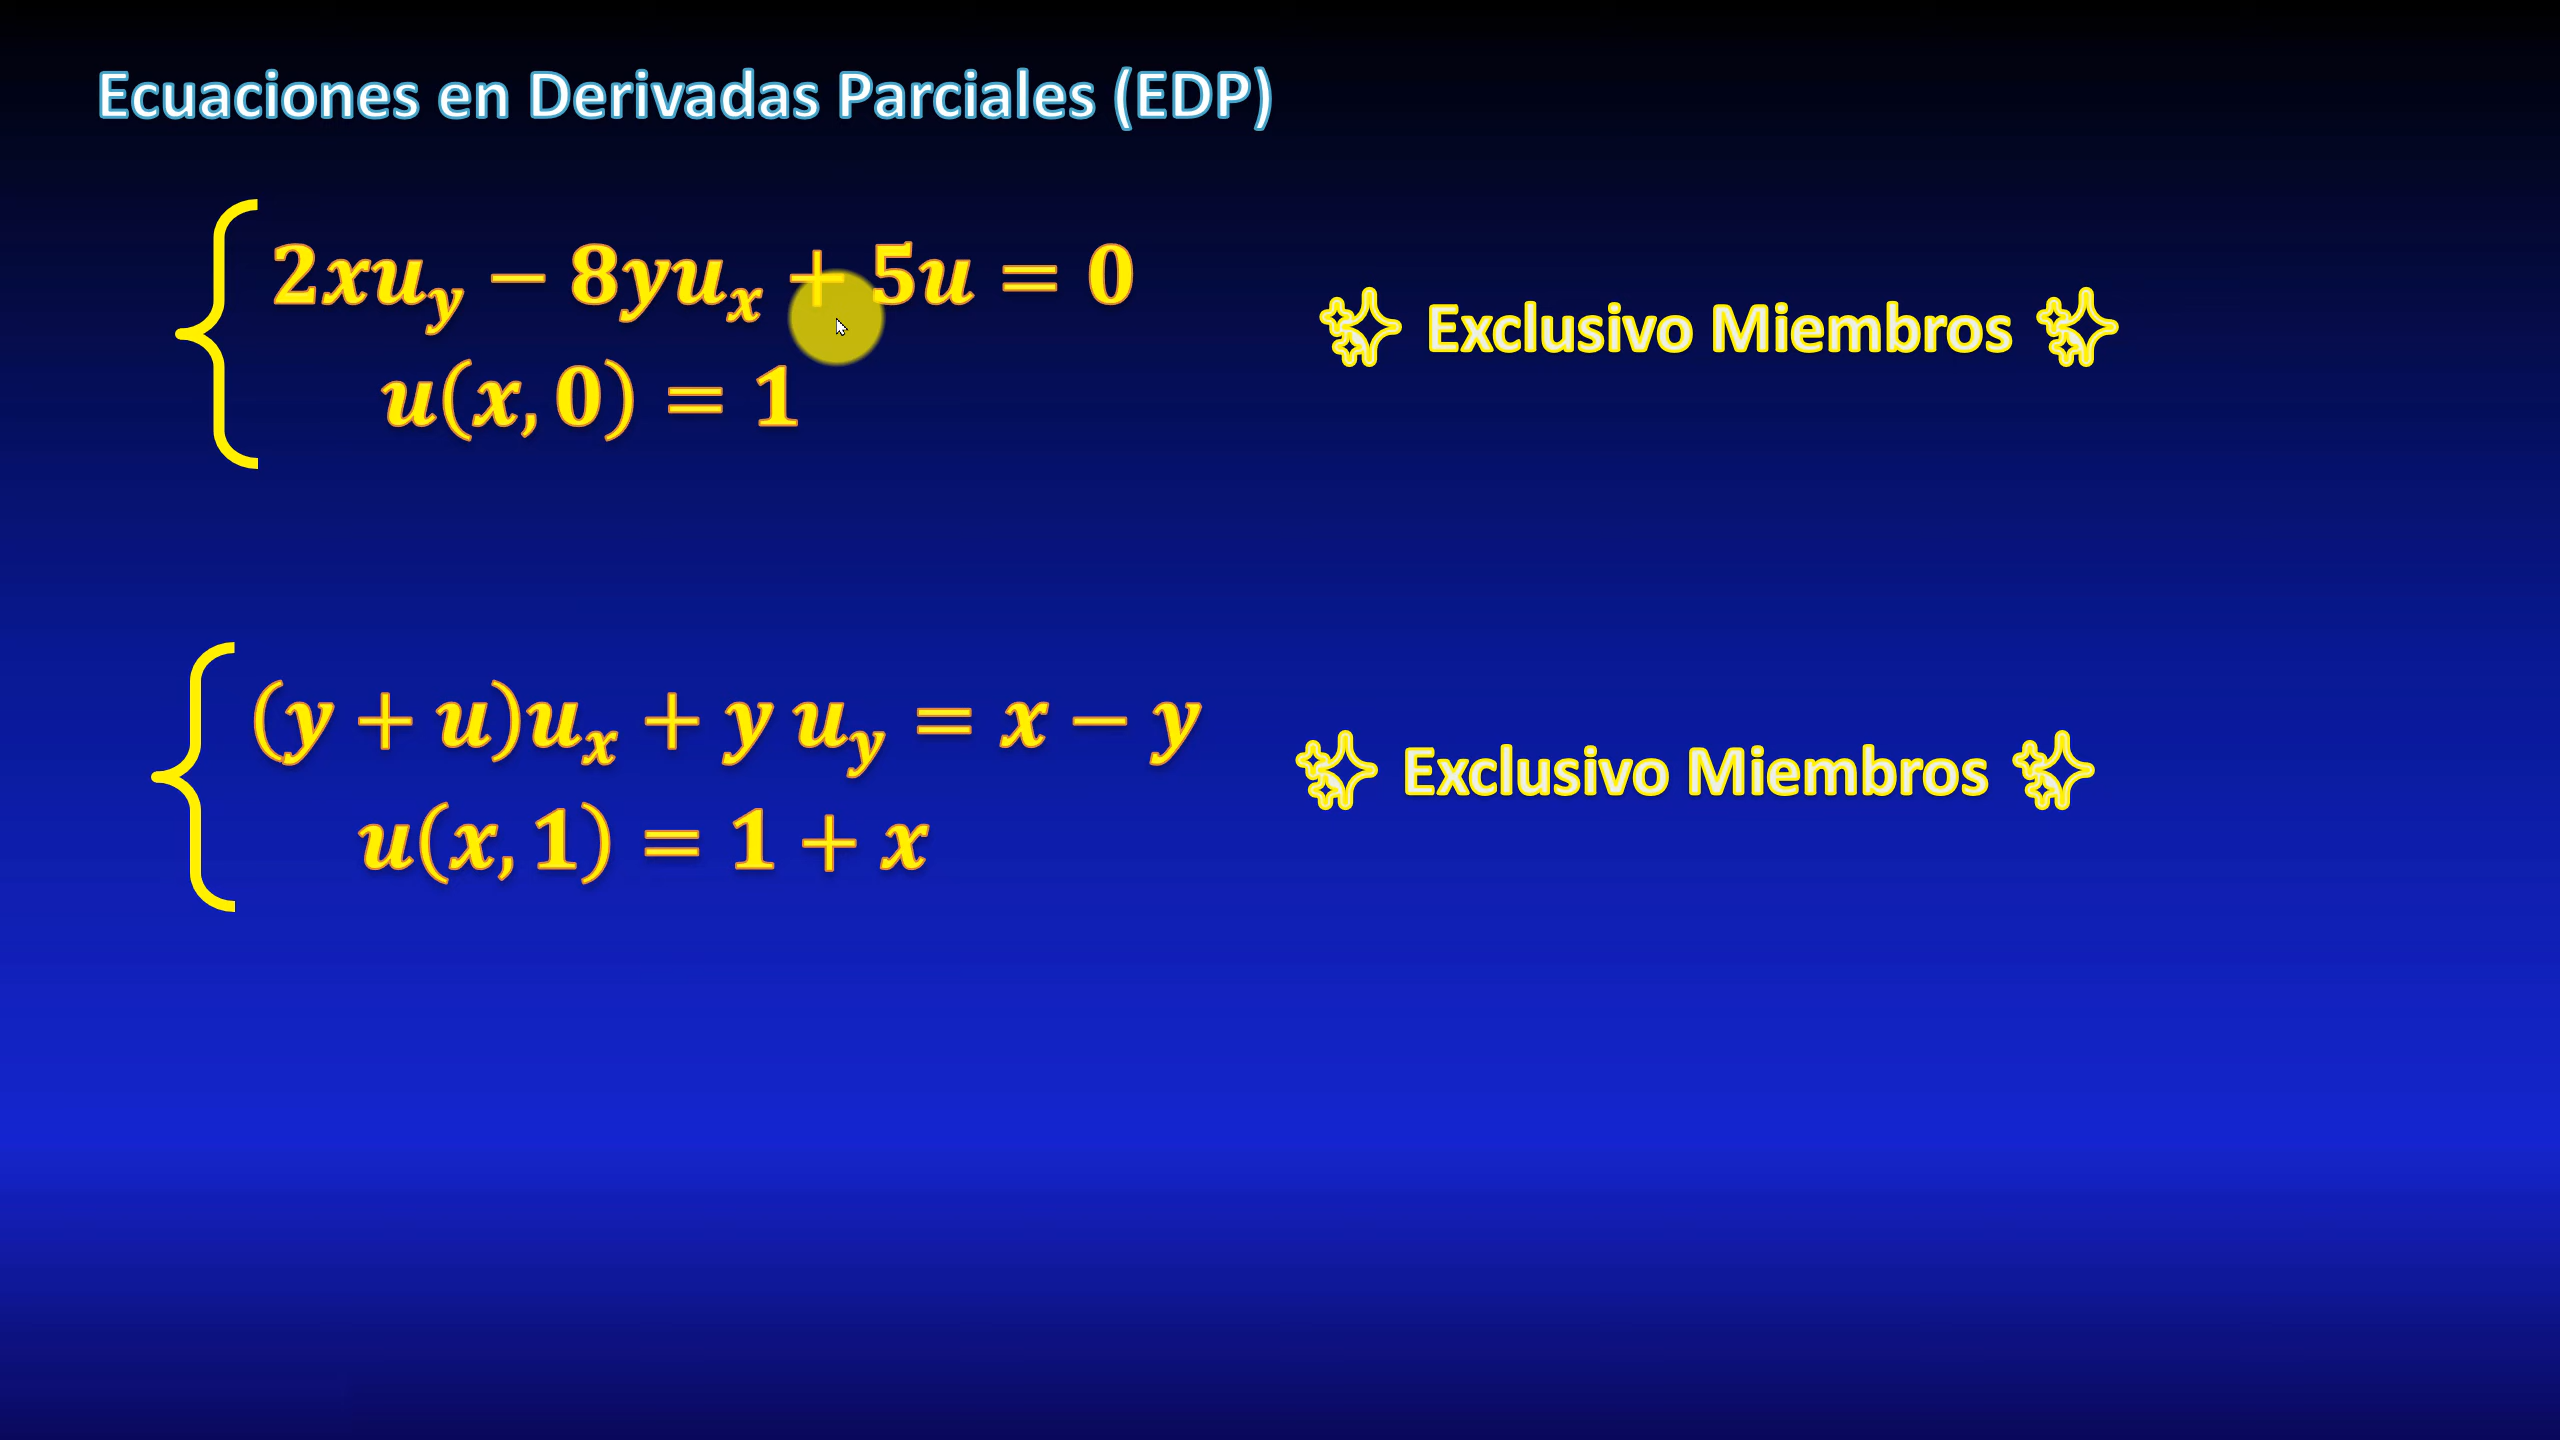 Ecuaciones en Derivadas Parciales (EDP)
2xu_y − 8yu_x + 5u = 0
u(x, 0) = 1
✨ Exclusivo Miembros ✨
(y + u)u_x + y u_y = x − y
u(x, 1) = 1 + x
✨ Exclusivo Miembros ✨